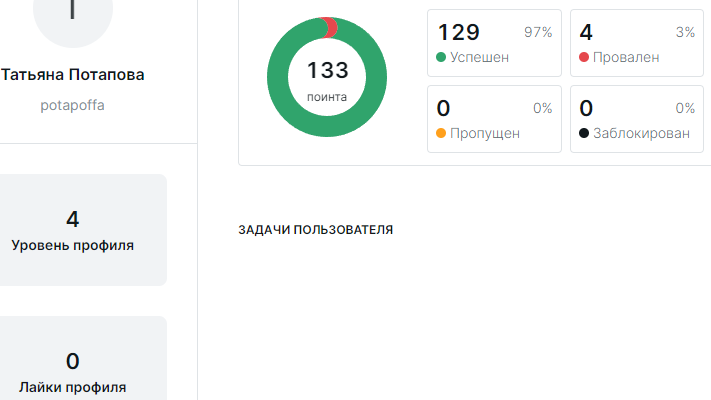 Татьяна Потапова
potapoffa
4
Уровень профиля
0
Лайки профиля
133
поинта
129 97%
Успешен
4 3%
Провален
0 0%
Пропущен
0 0%
Заблокирован
ЗАДАЧИ ПОЛЬЗОВАТЕЛЯ